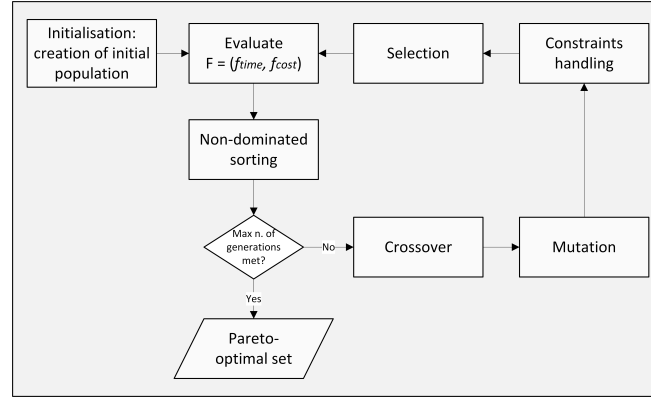 Initialisation:
creation of initial
population
Evaluate
F = (ftime, fcost)
Selection
Constraints
handling
Non-dominated
sorting
Max n. of
generations
met?
No
Crossover
Mutation
Yes
Pareto-
optimal set